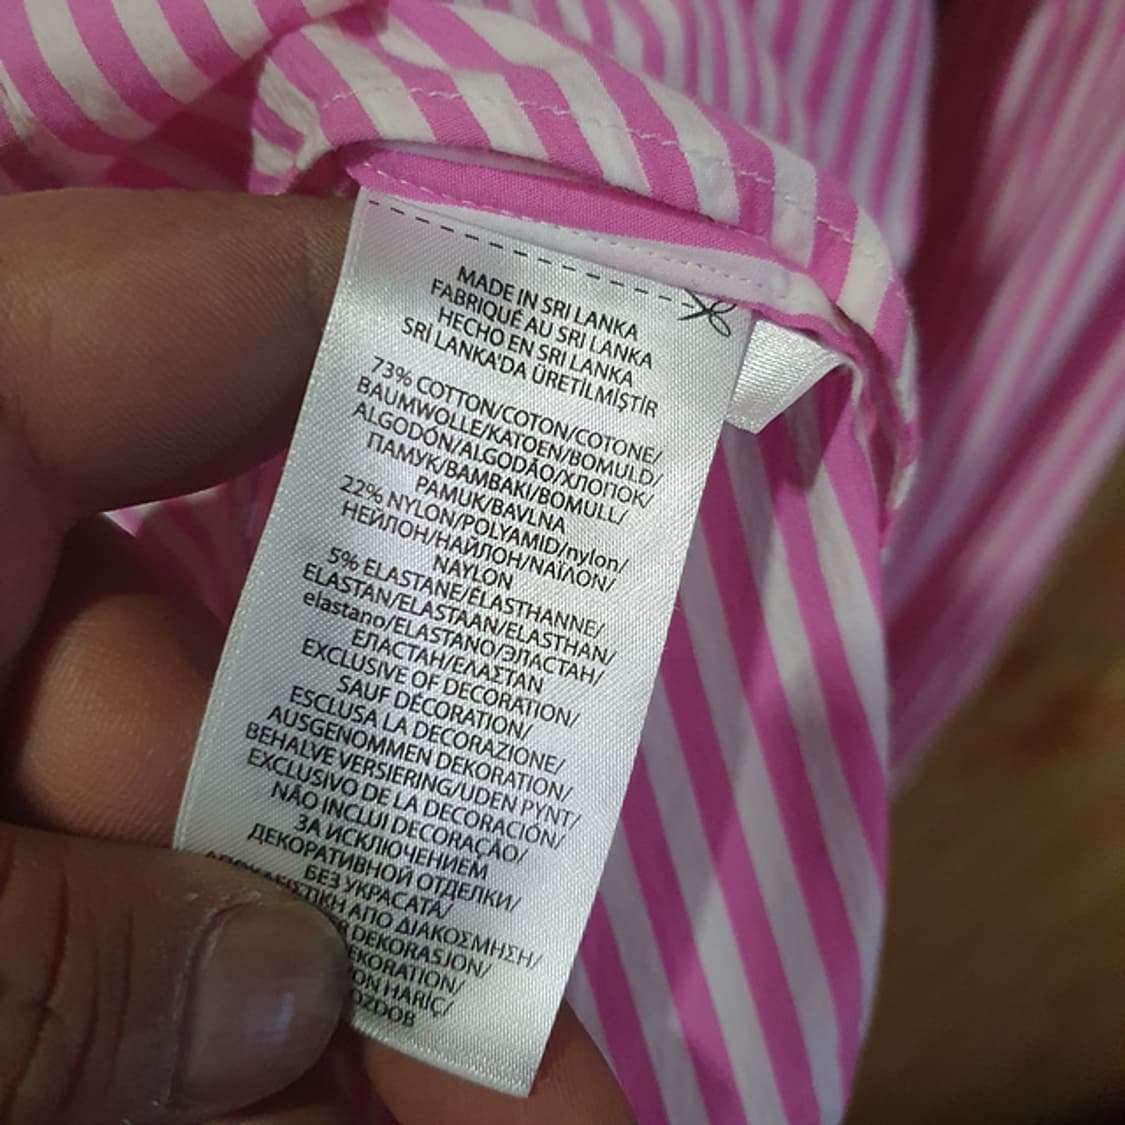 MADE IN SRI LANKA
FABRIQUÉ AU SRI LANKA
HECHO EN SRI LANKA
SRİ LANKA'DA ÜRETİLMİŞTİR
73% COTTON/COTON/COTONE/
BAUMWOLLE/KATOEN/BOMULD/
ALGODÓN/ALGODÃO/ХЛОПОК/
ПАМУК/BAMBAKI/BOMULL/
PAMUK/BAVLNA
22% NYLON/POLYAMID/nylon/
НЕЙЛОН/НАЙЛОН/ΝΑΪΛΟΝ/
NAYLON
5% ELASTANE/ÉLASTHANNE/
ELASTAN/ELASTAAN/ELASTHAN/
elastano/ELASTANO/ЭЛАСТАН/
ЕЛАСТАН/ΕΛΑΣΤΑΝ
EXCLUSIVE OF DECORATION/
SAUF DÉCORATION/
ESCLUSA LA DECORAZIONE/
AUSGENOMMEN DEKORATION/
BEHALVE VERSIERING/UDEN PYNT/
EXCLUSIVO DE LA DECORACIÓN/
NÃO INCLUI DECORAÇÃO/
ЗА ИСКЛЮЧЕНИЕМ
ДЕКОРАТИВНОЙ ОТДЕЛКИ/
БЕЗ УКРАСАТА/
ΑΠΟ ΔΙΑΚΟΣΜΗΣΗ/
DEKORASJON/
HARİÇ/
OZDOB